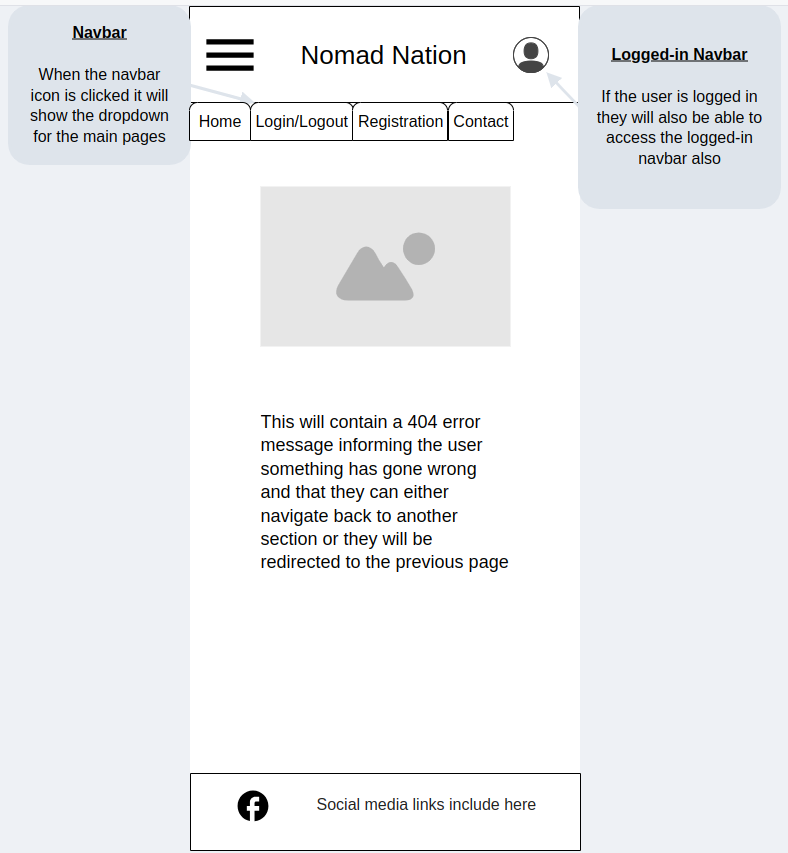 Navbar
When the navbar
icon is clicked it will
show the dropdown
for the main pages
Nomad Nation
Logged-in Navbar
If the user is logged in
they will also be able to
access the logged-in
navbar also
Home Login/Logout Registration Contact
This will contain a 404 error
message informing the user
something has gone wrong
and that they can either
navigate back to another
section or they will be
redirected to the previous page
Social media links include here